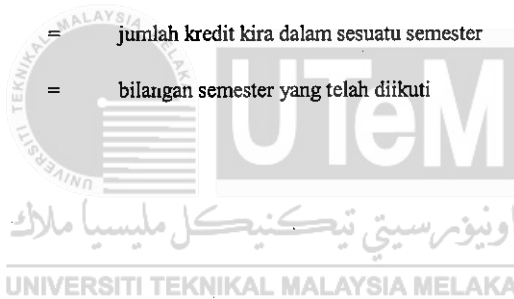 = jumlah kredit kira dalam sesuatu semester
= bilangan semester yang telah diikuti
UTeM
اونيۏرسيتي تيكنيكل مليسيا ملاك
UNIVERSITI TEKNIKAL MALAYSIA MELAKA